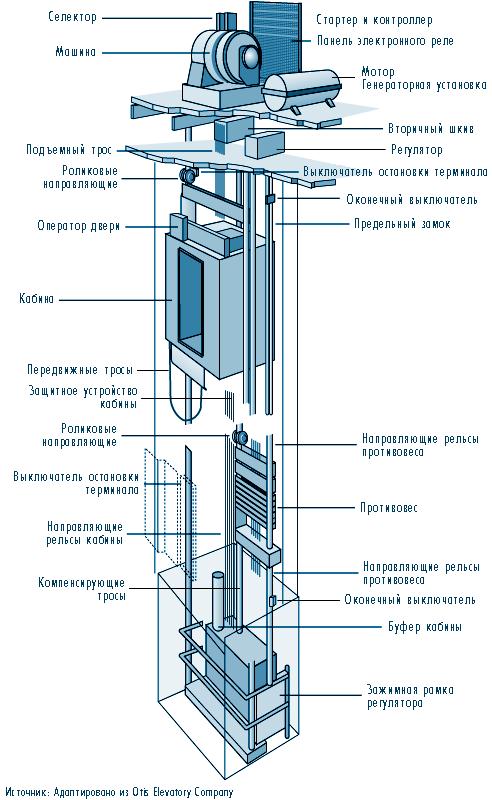 Селектор
Машина
Стартер и контроллер
Панель электронного реле
Мотор
Генераторная установка
Вторичный шкив
Подъемный трос
Регулятор
Роликовые
направляющие
Выключатель остановки терминала
Оконечный выключатель
Оператор двери
Предельный замок
Кабина
Передвижные тросы
Защитное устройство
кабины
Роликовые
направляющие
Направляющие рельсы
противовеса
Выключатель остановки
терминала
Противовес
Направляющие
рельсы кабины
Направляющие рельсы
противовеса
Компенсирующие
тросы
Оконечный выключатель
Буфер кабины
Зажимная рамка
регулятора
Источник: Адаптировано из Otis Elevatory Company